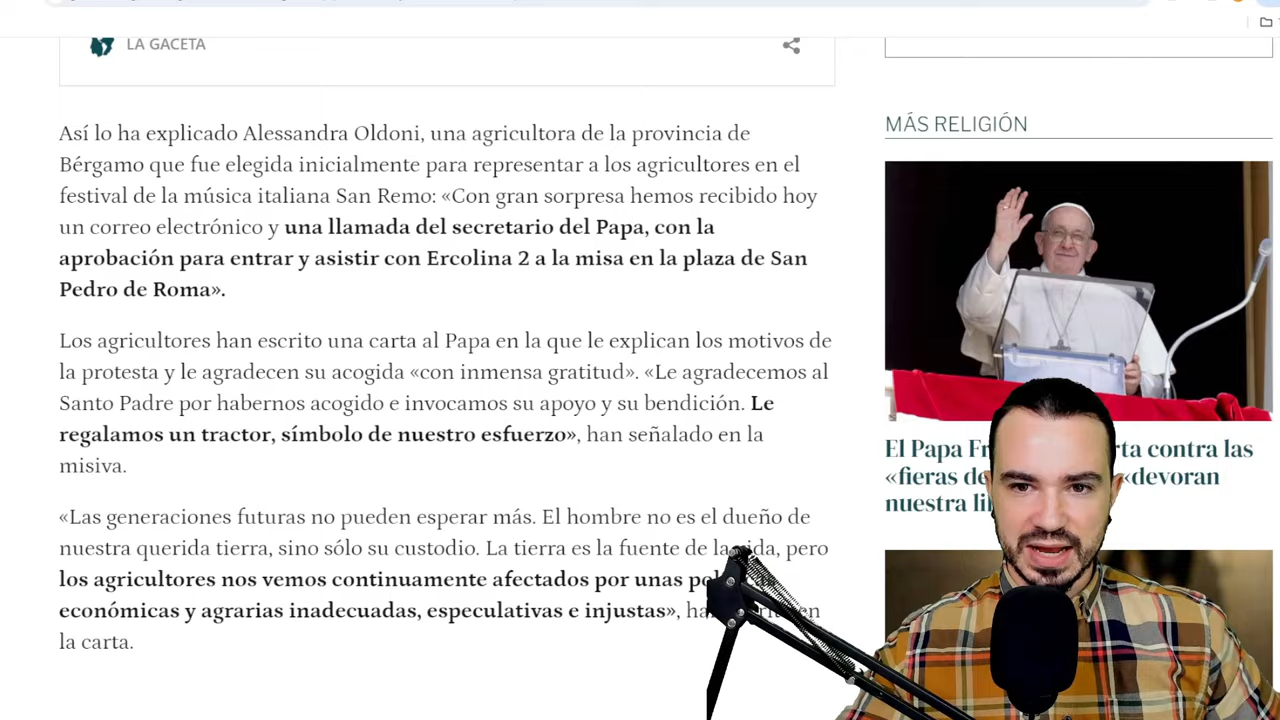 LA GACETA
Así lo ha explicado Alessandra Oldoni, una agricultora de la provincia de
Bérgamo que fue elegida inicialmente para representar a los agricultores en el
festival de la música italiana San Remo: «Con gran sorpresa hemos recibido hoy
un correo electrónico y una llamada del secretario del Papa, con la
aprobación para entrar y asistir con Ercolina 2 a la misa en la plaza de San
Pedro de Roma».
Los agricultores han escrito una carta al Papa en la que le explican los motivos de
la protesta y le agradecen su acogida «con inmensa gratitud». «Le agradecemos al
Santo Padre por habernos acogido e invocamos su apoyo y su bendición. Le
regalamos un tractor, símbolo de nuestro esfuerzo», han señalado en la
misiva.
«Las generaciones futuras no pueden esperar más. El hombre no es el dueño de
nuestra querida tierra, sino sólo su custodio. La tierra es la fuente de la vida, pero
los agricultores nos vemos continuamente afectados por unas
económicas y agrarias inadecuadas, especulativas e injustas», en
la carta.
MÁS RELIGIÓN
El Papa contra las
«fieras «devoran
nuestra